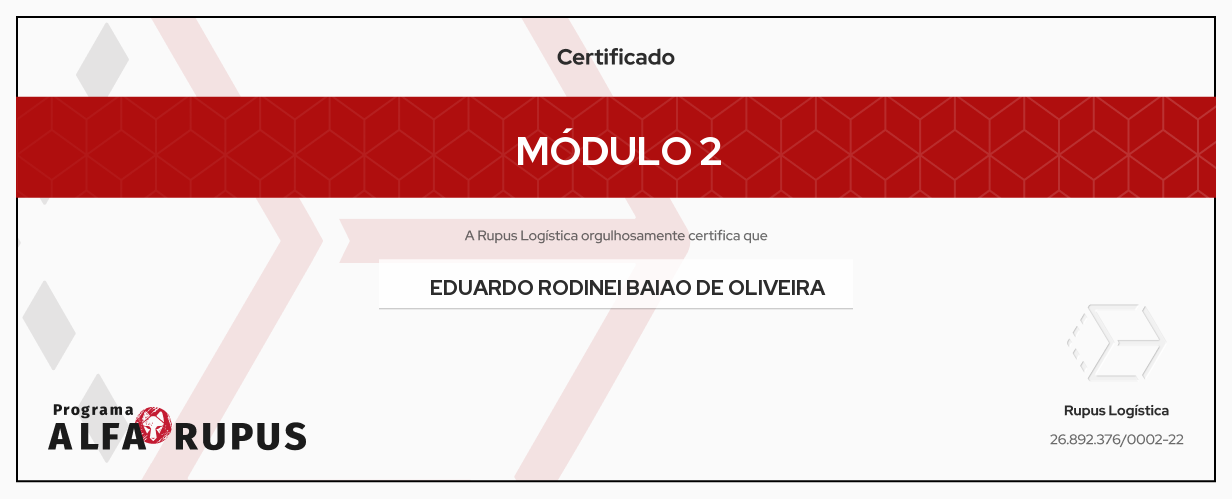 Certificado
MÓDULO 2
A Rupus Logística orgulhosamente certifica que
EDUARDO RODINEI BAIAO DE OLIVEIRA
Programa
ALFA RUPUS
Rupus Logística
26.892.376/0002-22